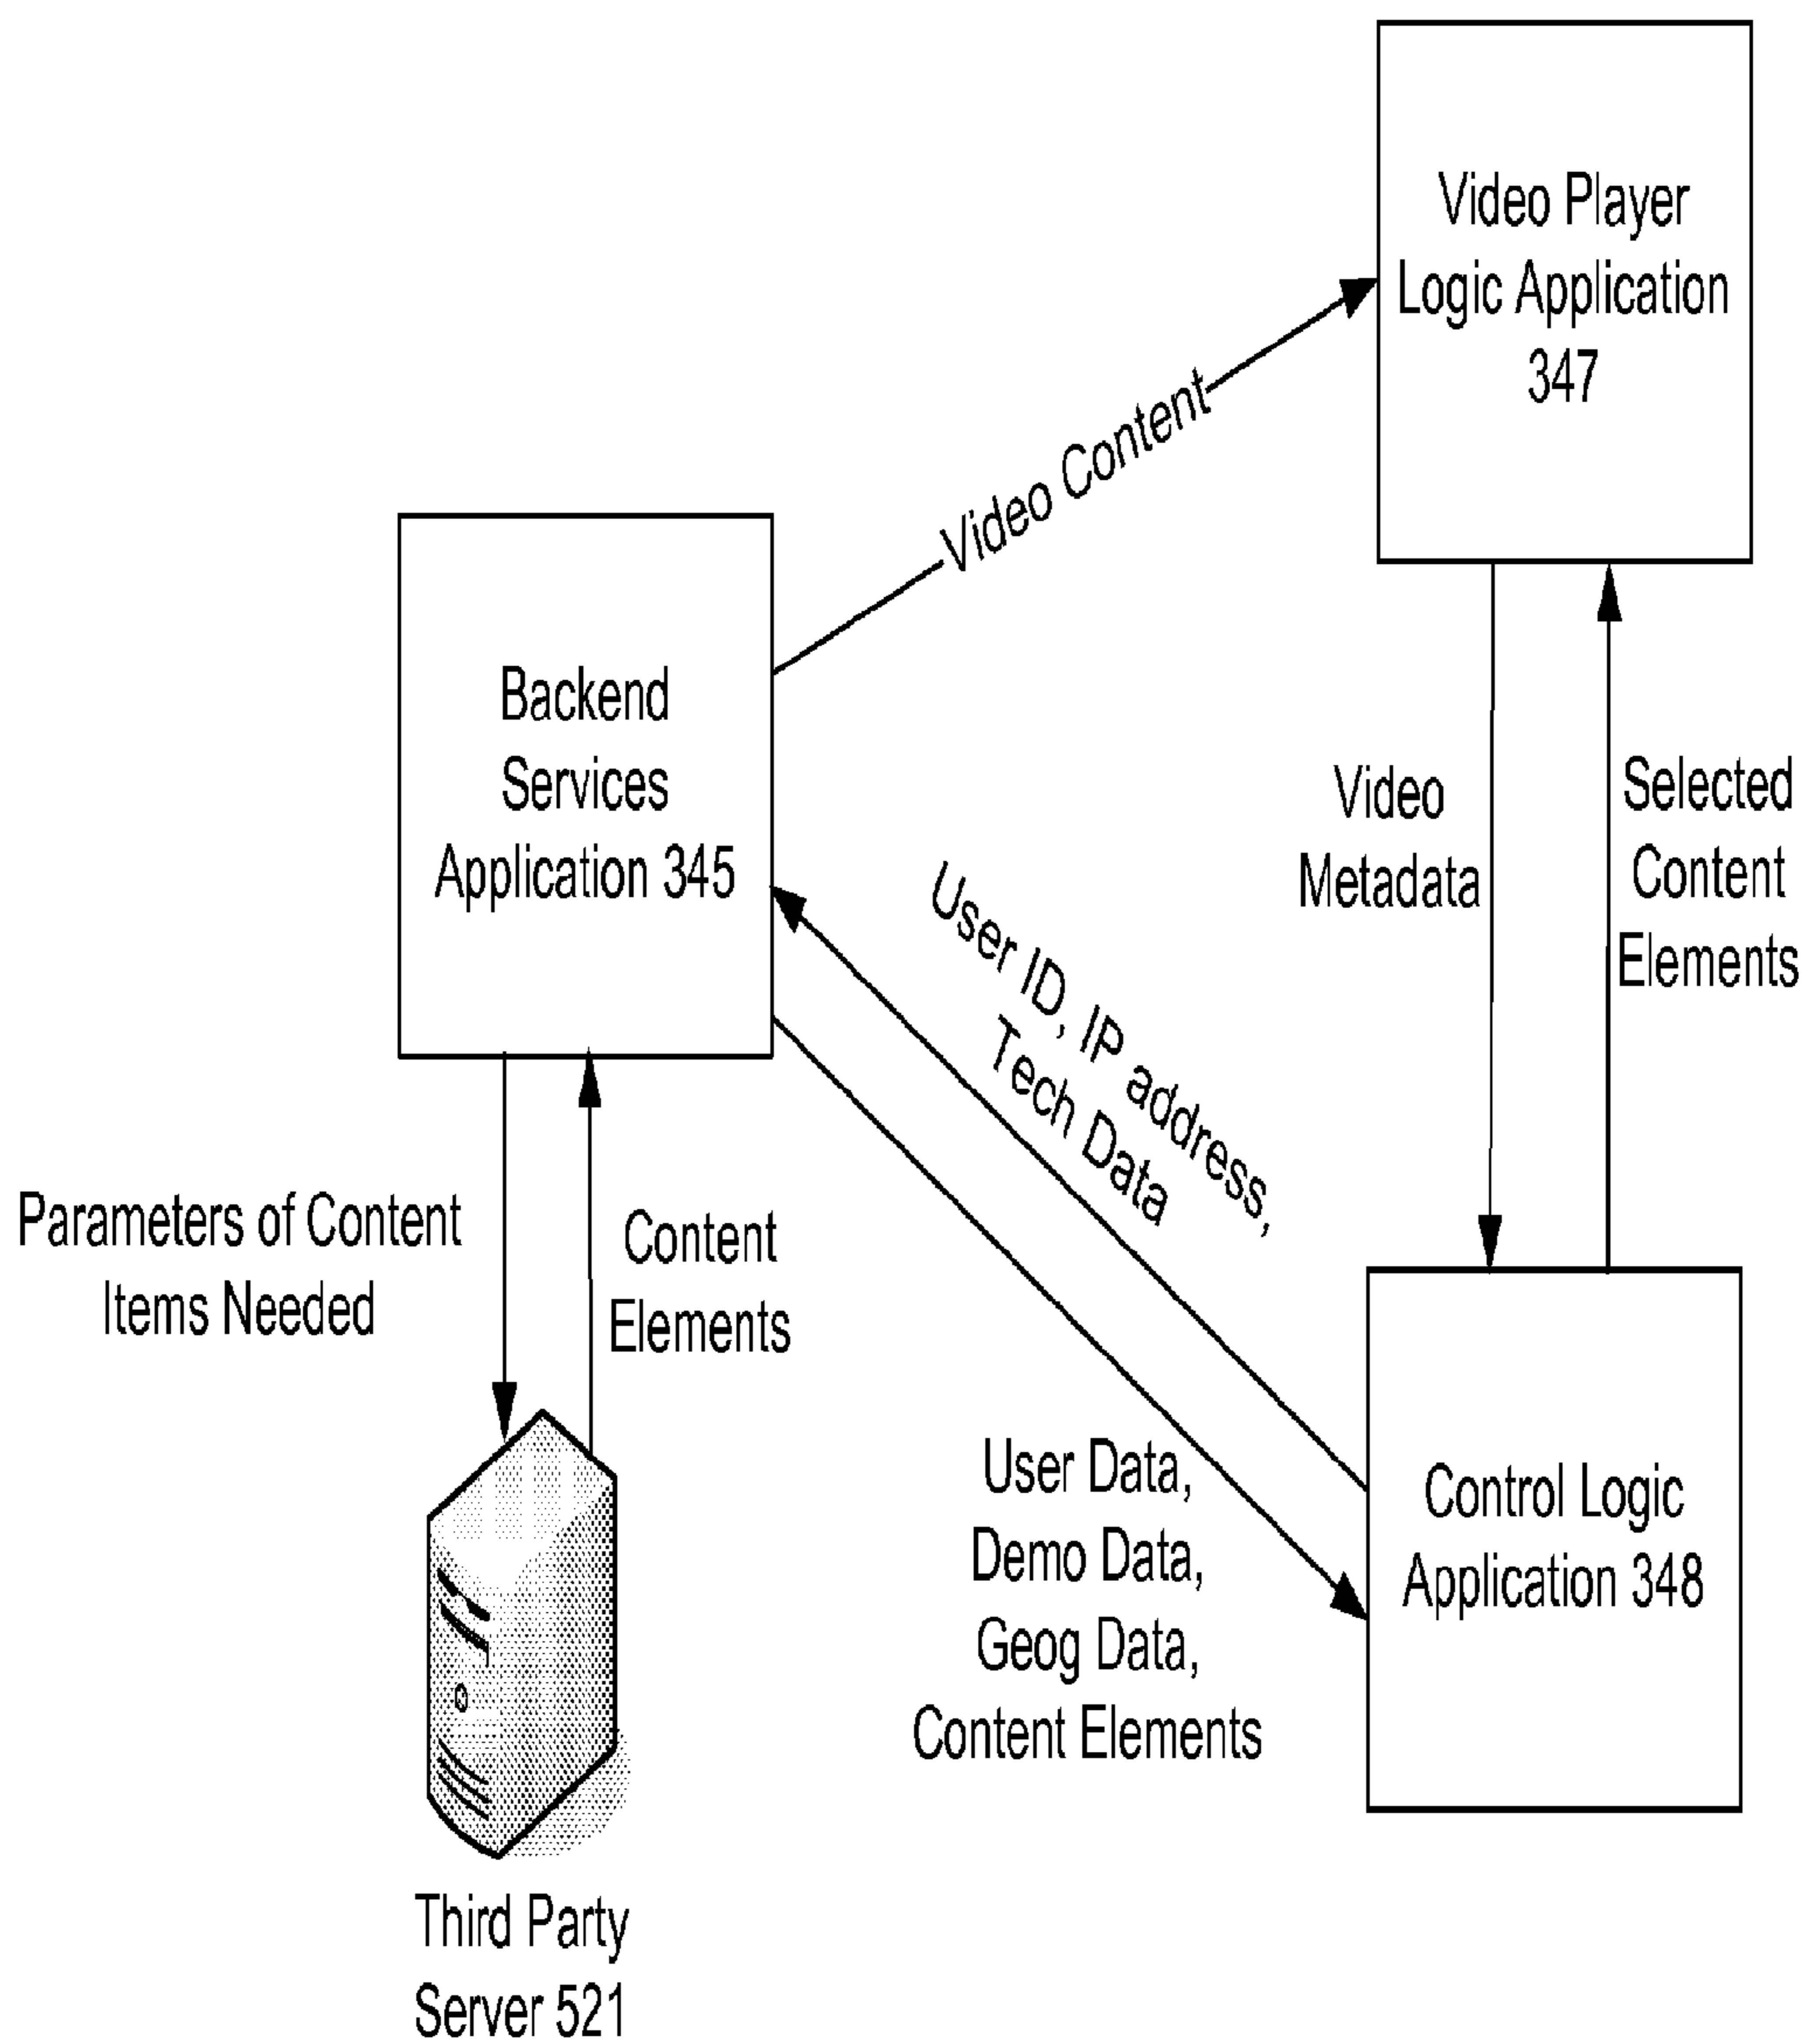 Video Player
Logic Application
347
Video Content
Backend
Services
Application 345
Video
Metadata
Selected
Content
Elements
User ID, IP address,
Tech Data
Parameters of Content
Items Needed
Content
Elements
User Data,
Demo Data,
Geog Data,
Content Elements
Control Logic
Application 348
Third Party
Server 521